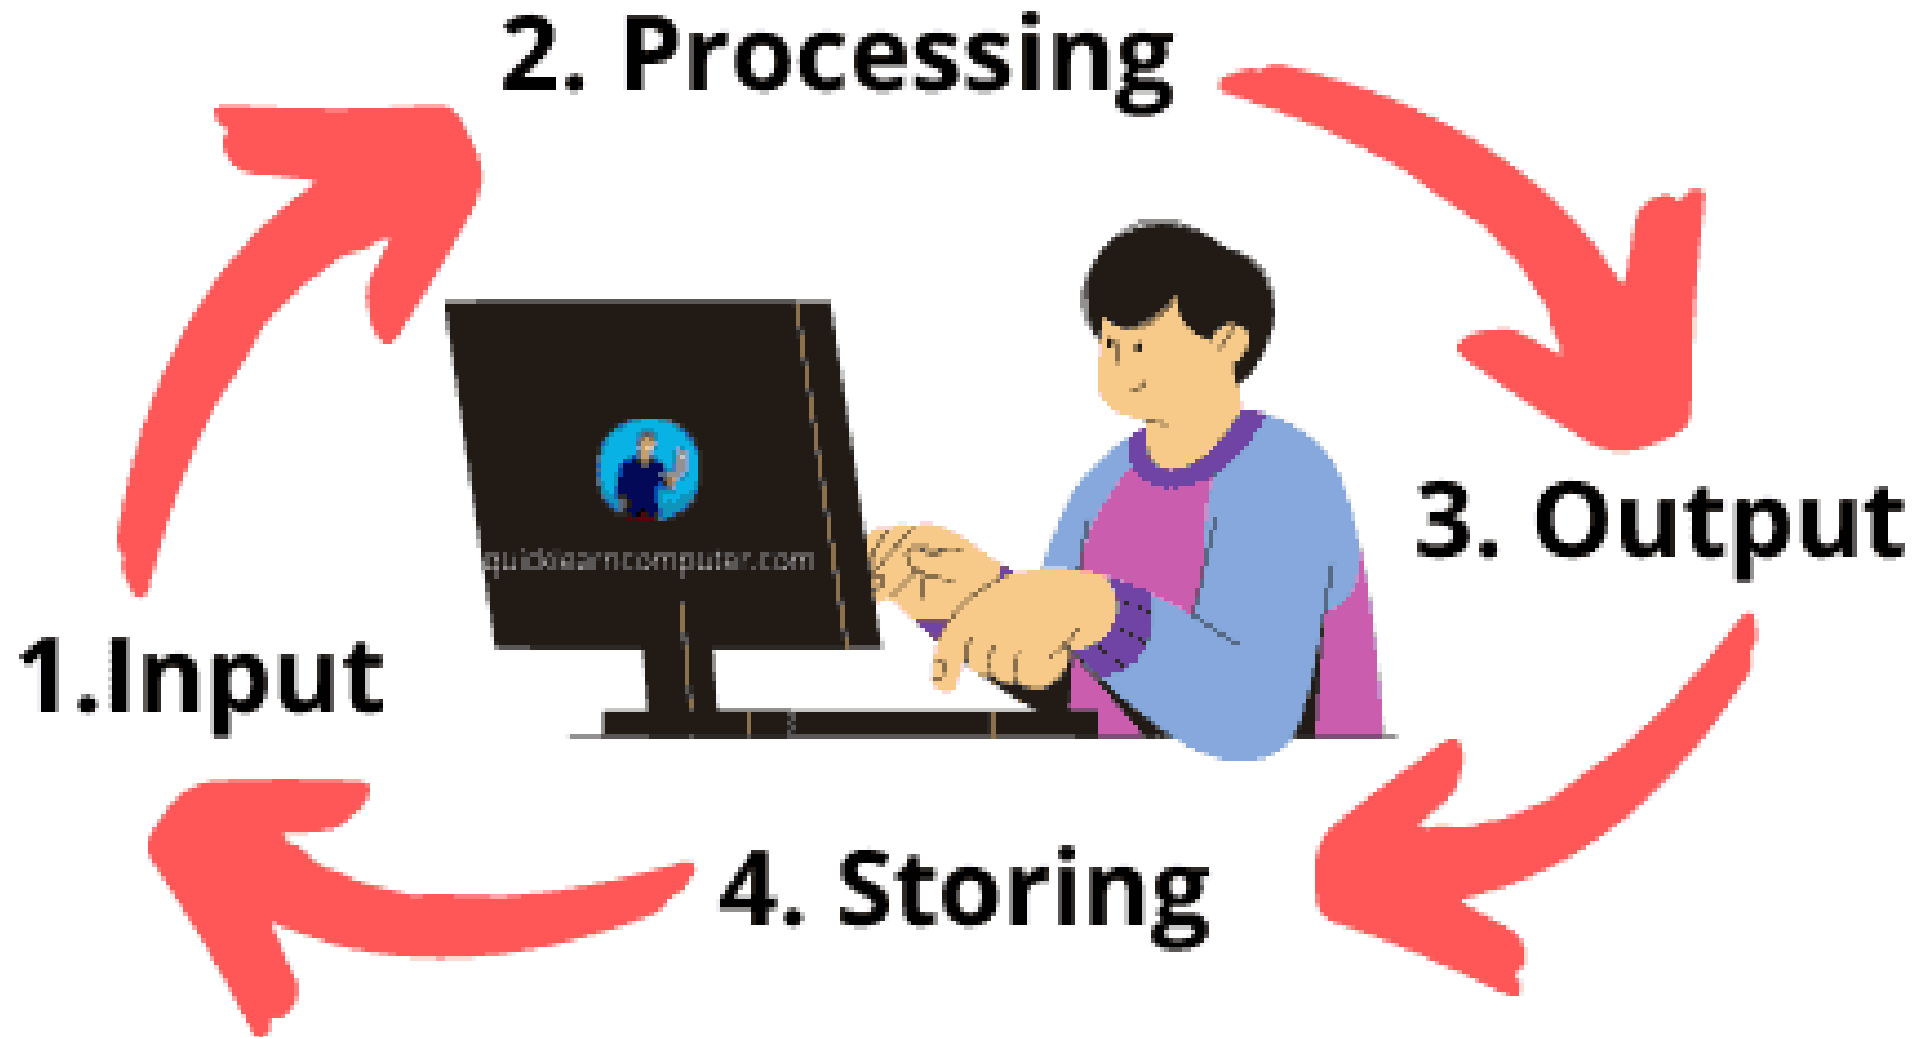 2. Processing
quicklearncomputer.com
3. Output
1.Input
4. Storing